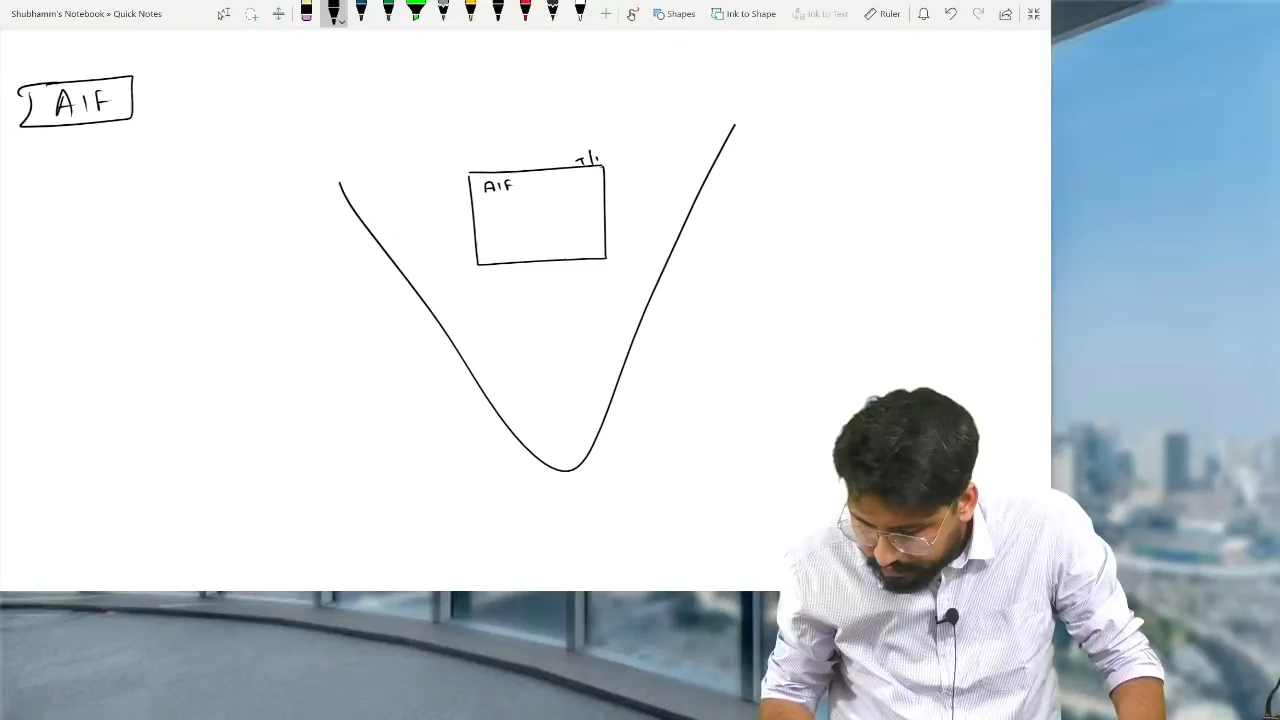 Shubhamm's Notebook » Quick Notes
Shapes
Ink to Shape
Ink to Text
Ruler
AIF
AIF